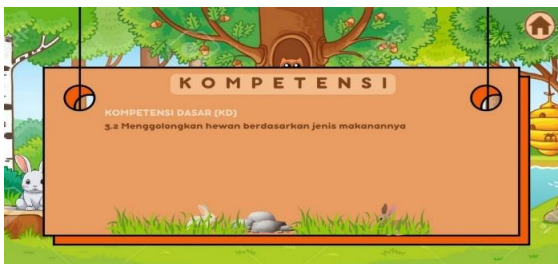 KOMPETENSI
KOMPETENSI DASAR (KD)
3.2 Menggolongkan hewan berdasarkan jenis makanannya